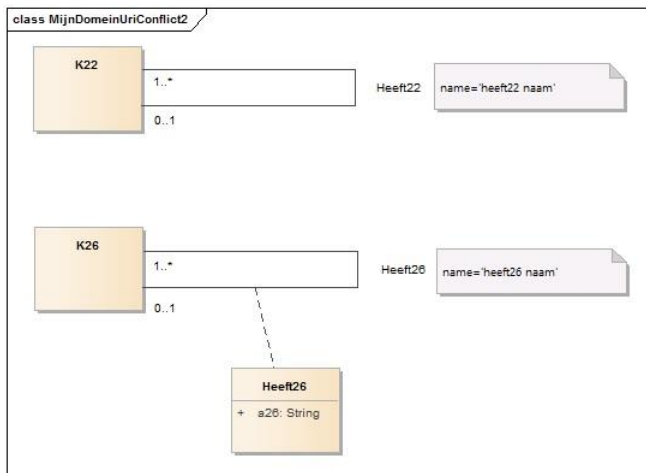 class MijnDomeinUriConflict2
K22
1..*
Heeft22
name='heeft22 naam'
0..1
K26
1..*
Heeft26
name='heeft26 naam'
0..1
Heeft26
+ a26: String